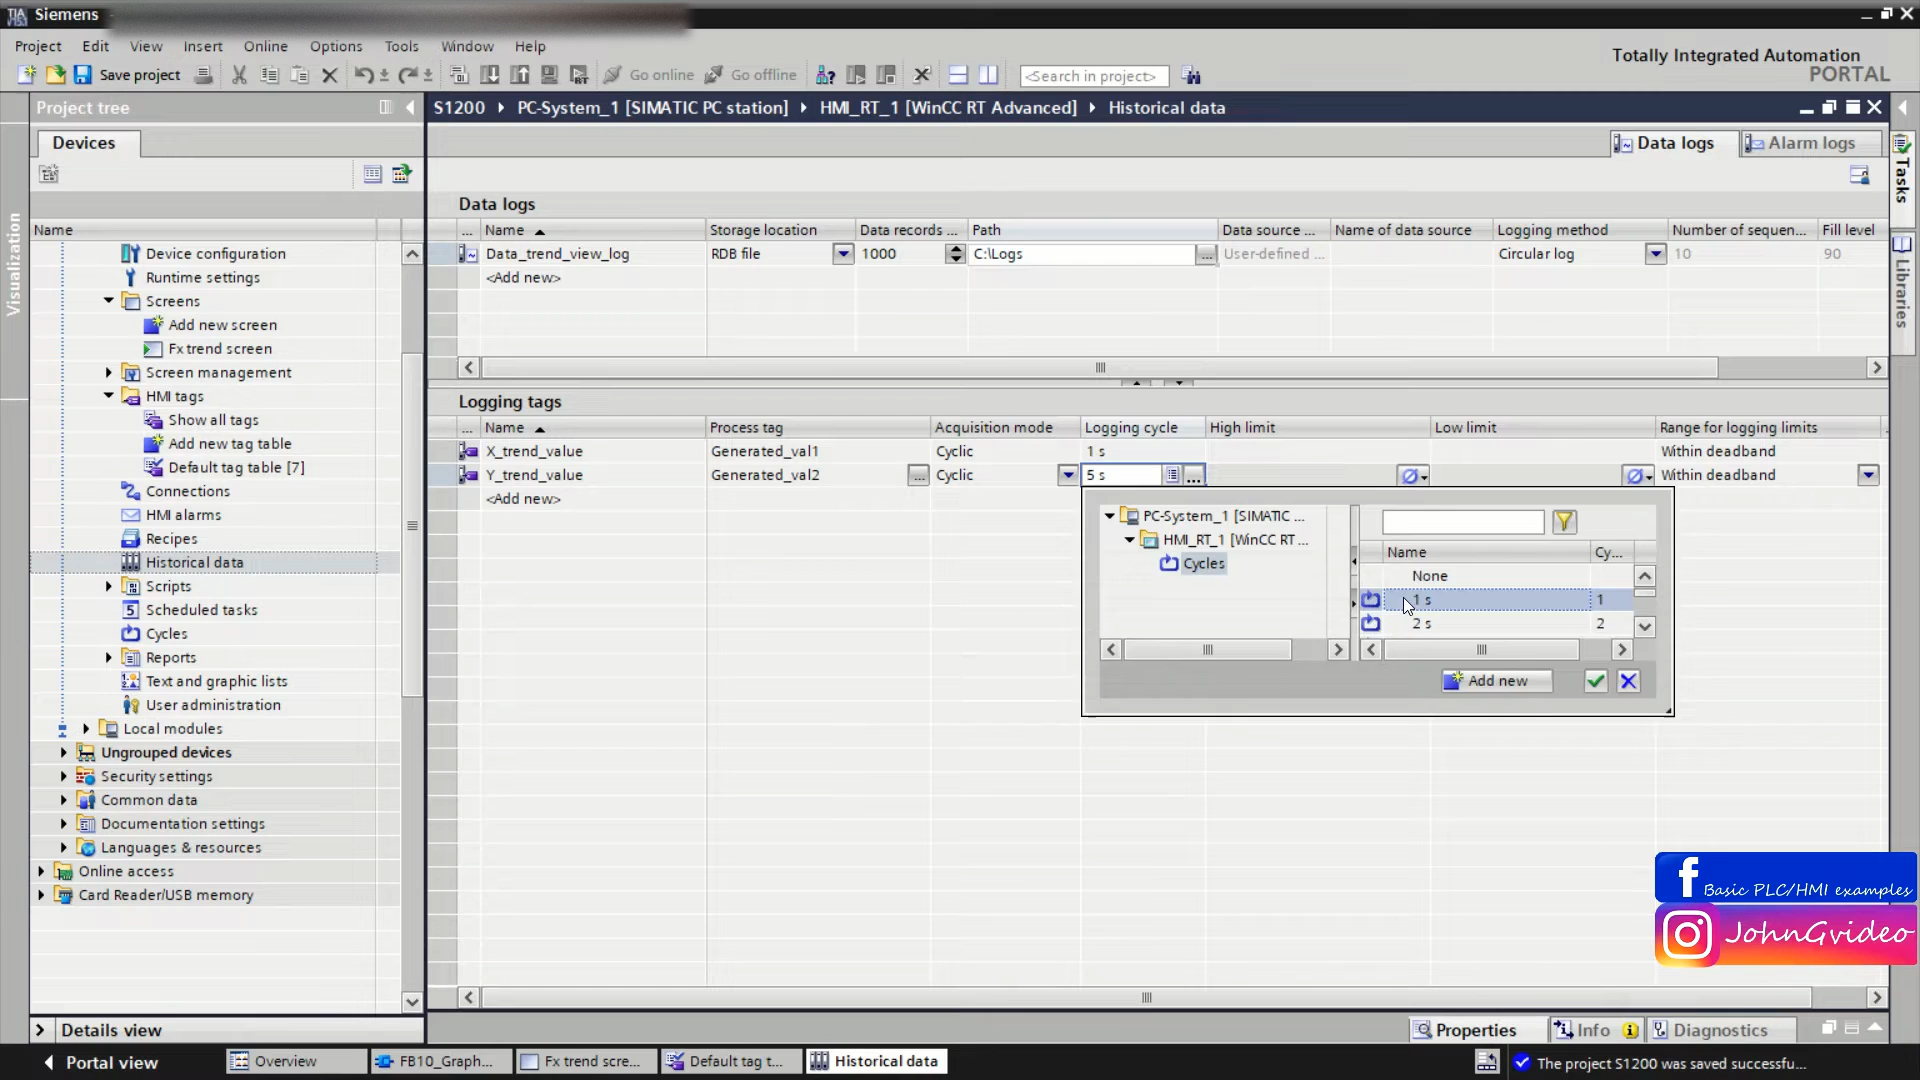 Siemens
Project Edit View Insert Online Options Tools Window Help
Save project Go online Go offline <Search in project>
Totally Integrated Automation
PORTAL
Project tree
S1200 PC-System_1 [SIMATIC PC station] HMI_RT_1 [WinCC RT Advanced] Historical data
Devices
Data logs Alarm logs
Visualization
Tasks
Libraries
Name
Device configuration
Runtime settings
Screens
Add new screen
Fx trend screen
Screen management
HMI tags
Show all tags
Add new tag table
Default tag table [7]
Connections
HMI alarms
Recipes
Historical data
Scripts
Scheduled tasks
Cycles
Reports
Text and graphic lists
User administration
Local modules
Ungrouped devices
Security settings
Common data
Documentation settings
Languages & resources
Online access
Card Reader/USB memory
Details view
Data logs
... Name Storage location Data records ... Path Data source ... Name of data source Logging method Number of sequen... Fill level
Data_trend_view_log RDB file 1000 C:\Logs ... User-defined ... Circular log 10 90
<Add new>
Logging tags
... Name Process tag Acquisition mode Logging cycle High limit Low limit Range for logging limits
X_trend_value Generated_val1 Cyclic 1 s Within deadband
Y_trend_value Generated_val2 ... Cyclic 5 s ... Within deadband
<Add new>
PC-System_1 [SIMATIC ...
HMI_RT_1 [WinCC RT ...
Cycles
Name Cy...
None
1 s 1
2 s 2
Add new
f Basic PLC/HMI examples
JohnGvideo
Properties Info Diagnostics
Portal view Overview FB10_Graph... Fx trend scre... Default tag t... Historical data The project S1200 was saved successfu...